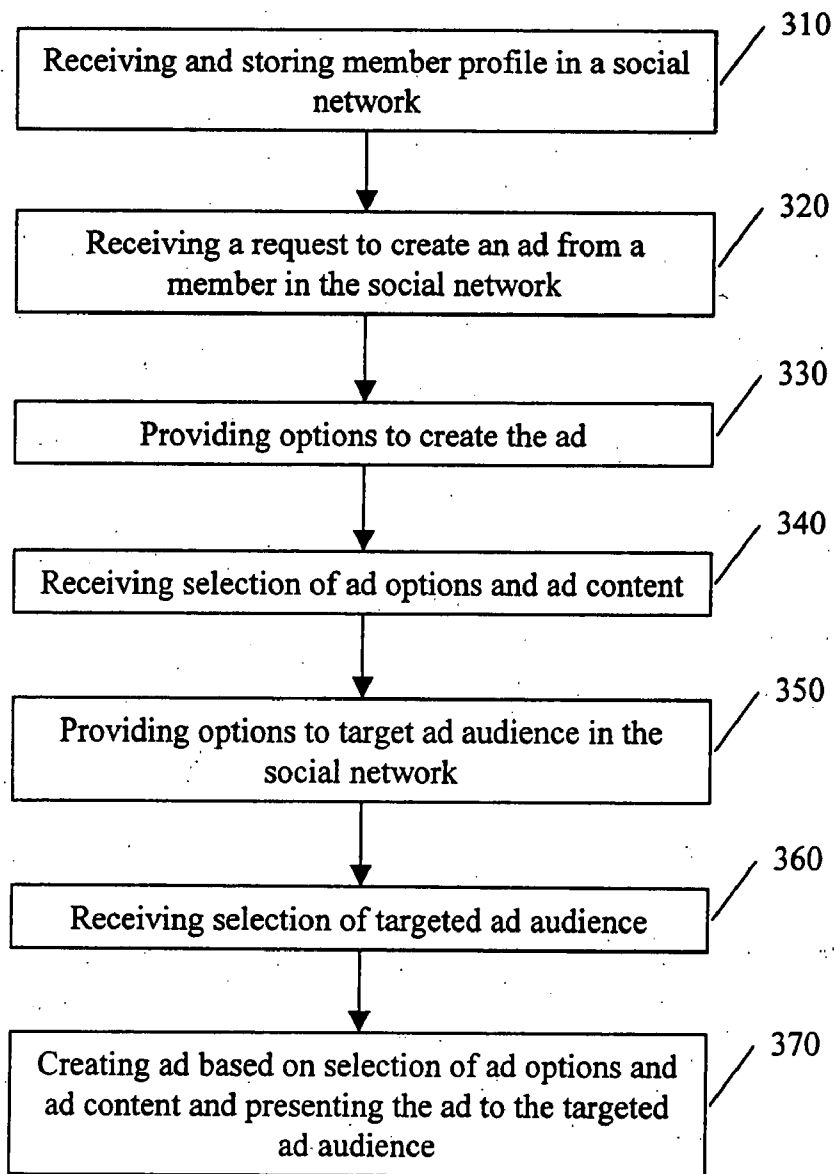 310
Receiving and storing member profile in a social
network
320
Receiving a request to create an ad from a
member in the social network
330
Providing options to create the ad
340
Receiving selection of ad options and ad content
350
Providing options to target ad audience in the
social network
360
Receiving selection of targeted ad audience
370
Creating ad based on selection of ad options and
ad content and presenting the ad to the targeted
ad audience